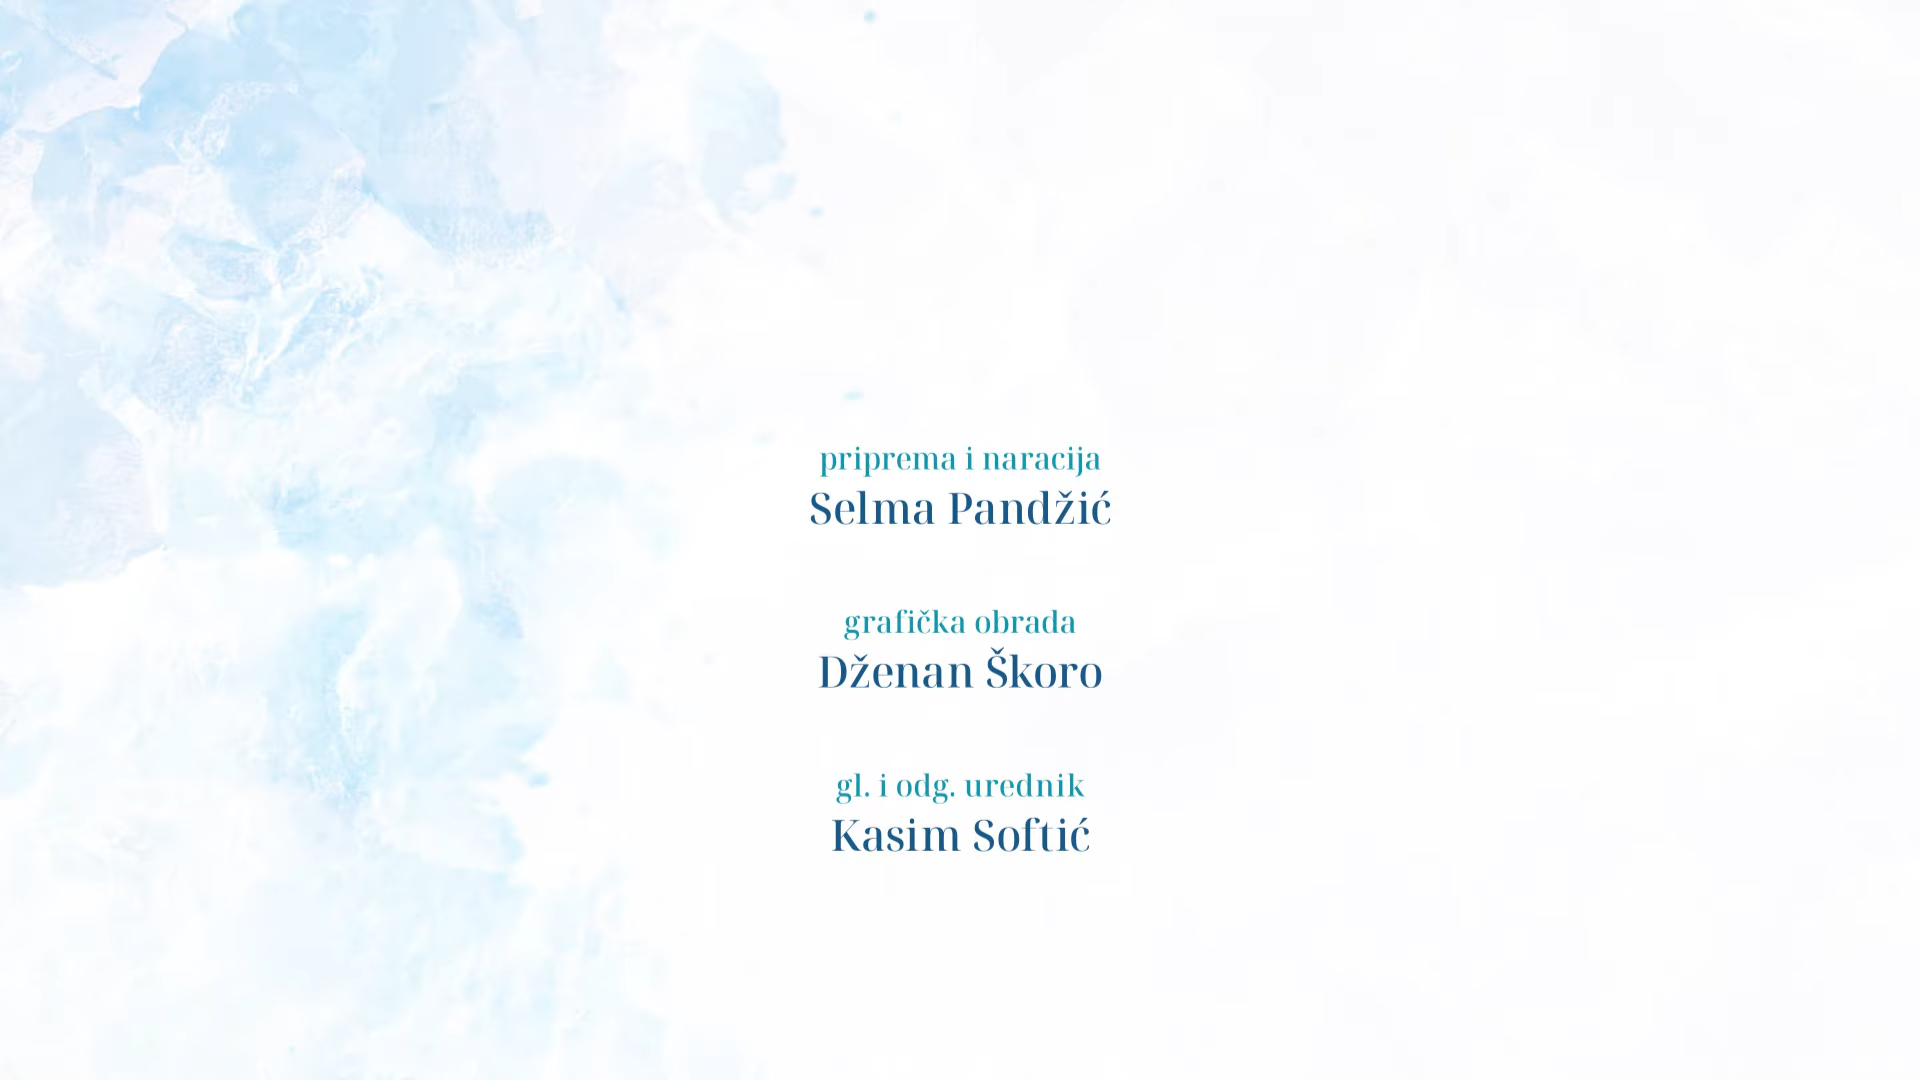 priprema i naracija
Selma Pandžić
grafička obrada
Dženan Škoro
gl. i odg. urednik
Kasim Softić